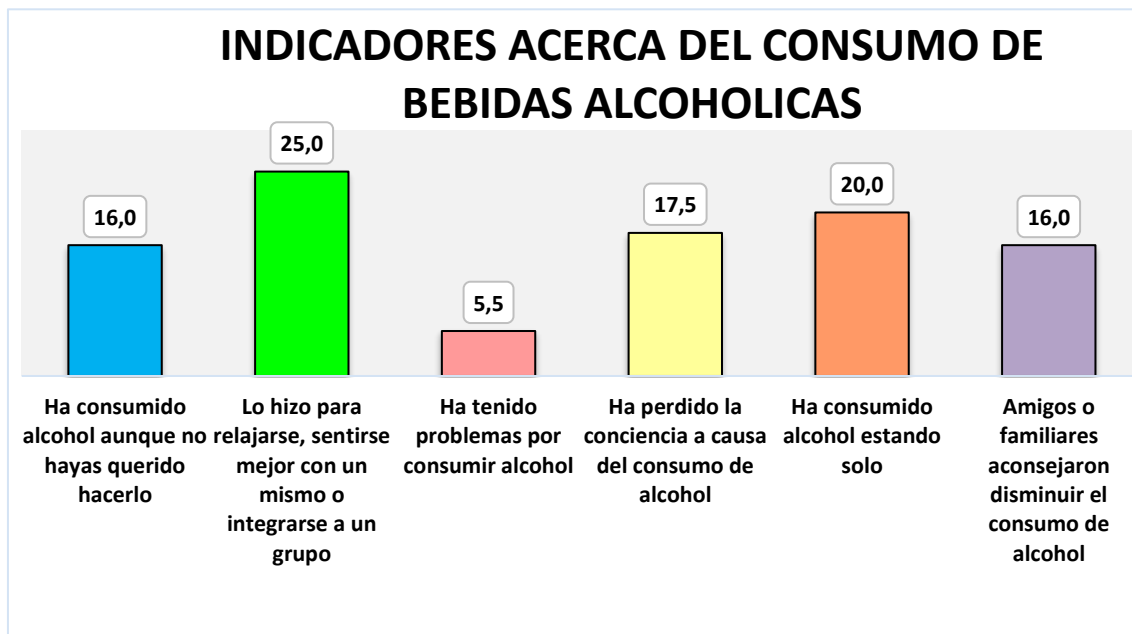 INDICADORES ACERCA DEL CONSUMO DE
BEBIDAS ALCOHOLICAS
16,0
25,0
5,5
17,5
20,0
16,0
Ha consumido
alcohol aunque no
hayas querido
hacerlo
Lo hizo para
relajarse, sentirse
mejor con un
mismo o
integrarse a un
grupo
Ha tenido
problemas por
consumir alcohol
Ha perdido la
conciencia a causa
del consumo de
alcohol
Ha consumido
alcohol estando
solo
Amigos o
familiares
aconsejaron
disminuir el
consumo de
alcohol